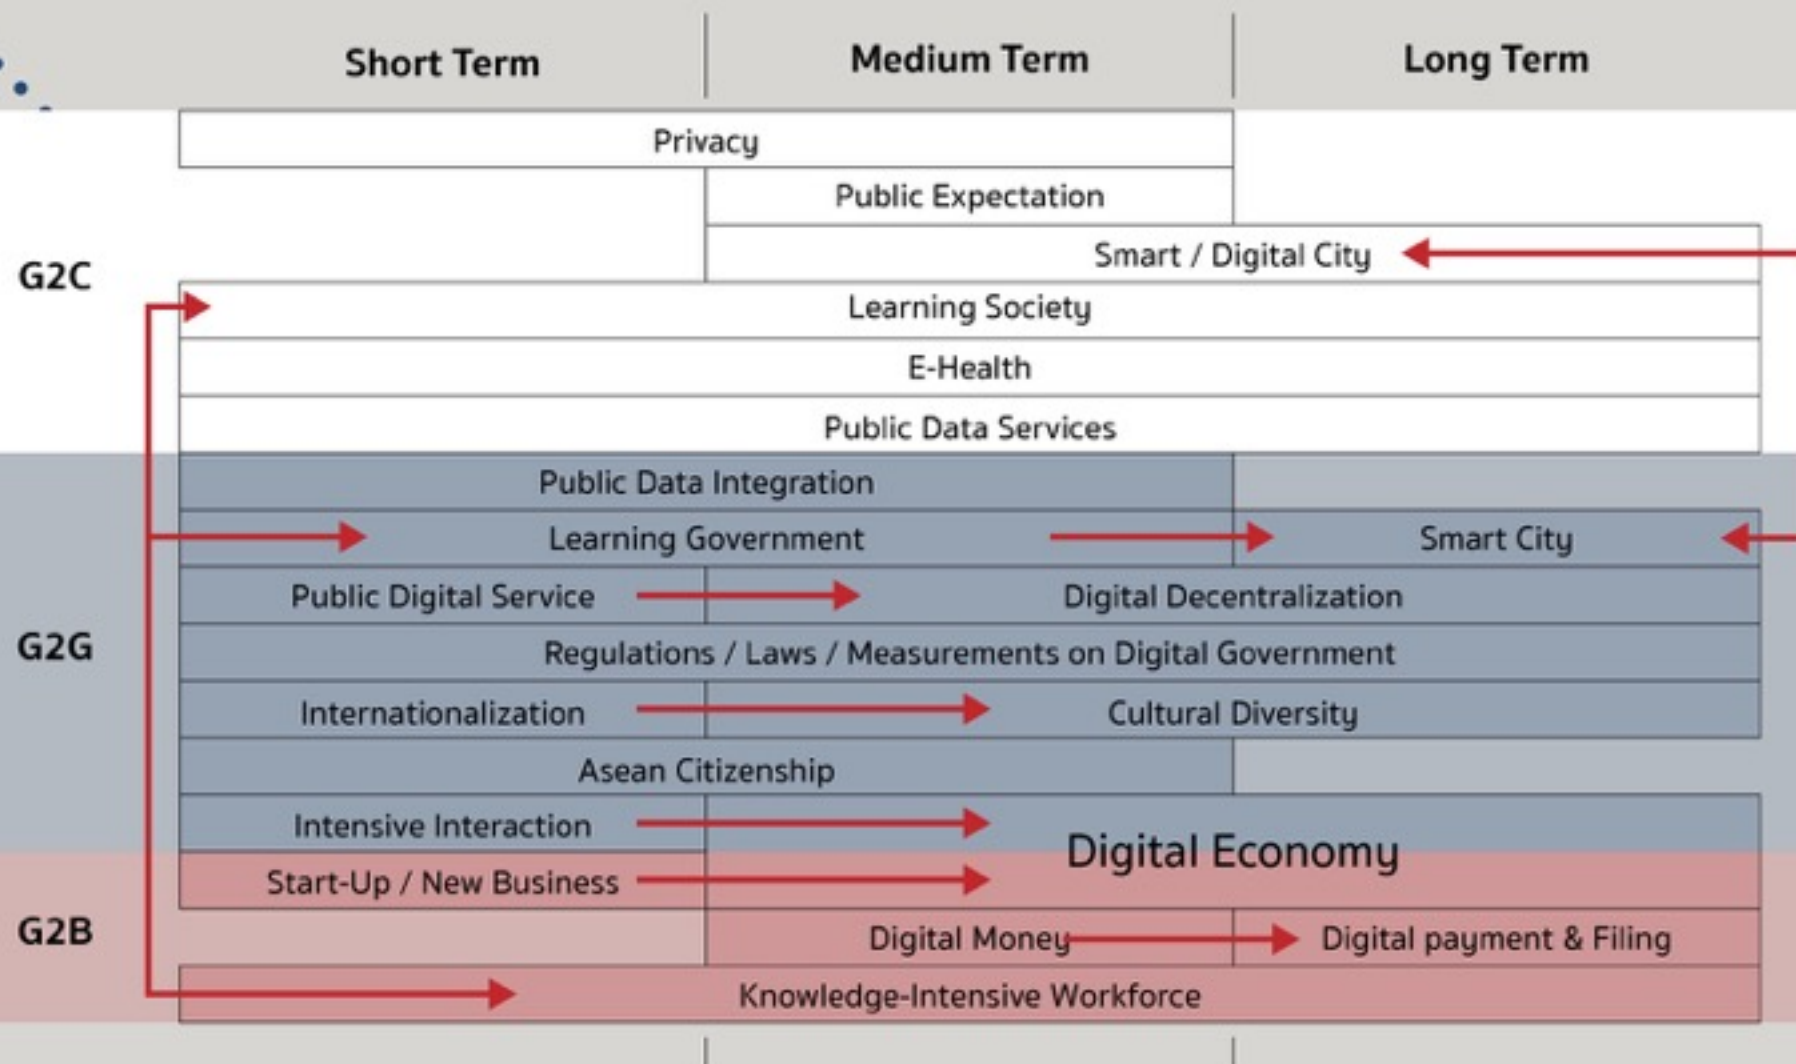 Short Term
Medium Term
Long Term
Privacy
Public Expectation
Smart / Digital City
G2C
Learning Society
E-Health
Public Data Services
Public Data Integration
Learning Government
Smart City
Public Digital Service
Digital Decentralization
G2G
Regulations / Laws / Measurements on Digital Government
Internationalization
Cultural Diversity
Asean Citizenship
Intensive Interaction
Digital Economy
Start-Up / New Business
G2B
Digital Money
Digital payment & Filing
Knowledge-Intensive Workforce